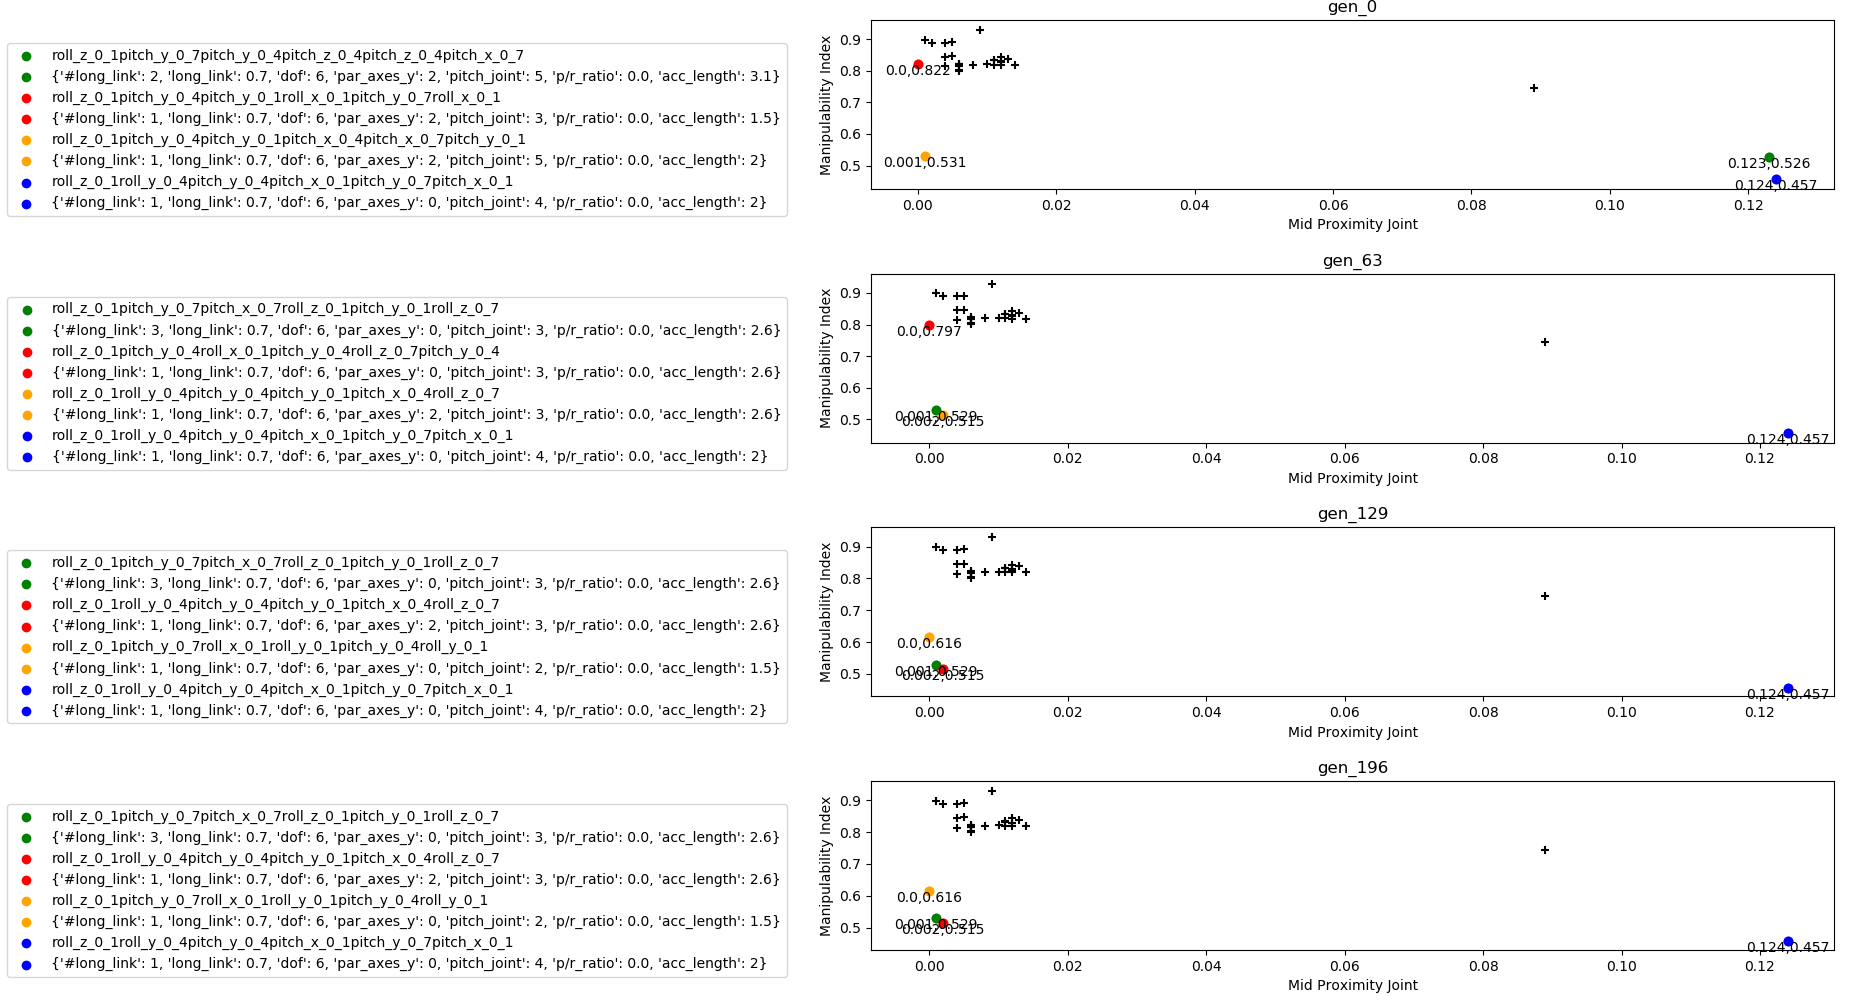 gen_0
roll_z_0_1pitch_y_0_7pitch_y_0_4pitch_z_0_4pitch_z_0_4pitch_x_0_7
{'#long_link': 2, 'long_link': 0.7, 'dof': 6, 'par_axes_y': 2, 'pitch_joint': 5, 'p/r_ratio': 0.0, 'acc_length': 3.1}
roll_z_0_1pitch_y_0_4pitch_y_0_1roll_x_0_1pitch_y_0_7roll_x_0_1
{'#long_link': 1, 'long_link': 0.7, 'dof': 6, 'par_axes_y': 2, 'pitch_joint': 3, 'p/r_ratio': 0.0, 'acc_length': 1.5}
roll_z_0_1pitch_y_0_4pitch_y_0_1pitch_x_0_4pitch_x_0_7pitch_y_0_1
{'#long_link': 1, 'long_link': 0.7, 'dof': 6, 'par_axes_y': 2, 'pitch_joint': 5, 'p/r_ratio': 0.0, 'acc_length': 2}
roll_z_0_1roll_y_0_4pitch_y_0_4pitch_x_0_1pitch_y_0_7pitch_x_0_1
{'#long_link': 1, 'long_link': 0.7, 'dof': 6, 'par_axes_y': 0, 'pitch_joint': 4, 'p/r_ratio': 0.0, 'acc_length': 2}
Manipulability Index
0.9
0.8
0.7
0.6
0.5
0.0,0.822
0.001,0.531
0.123,0.526
0.124,0.457
0.00 0.02 0.04 0.06 0.08 0.10 0.12
Mid Proximity Joint
gen_63
roll_z_0_1pitch_y_0_7pitch_x_0_7roll_z_0_1pitch_y_0_1roll_z_0_7
{'#long_link': 3, 'long_link': 0.7, 'dof': 6, 'par_axes_y': 0, 'pitch_joint': 3, 'p/r_ratio': 0.0, 'acc_length': 2.6}
roll_z_0_1pitch_y_0_4roll_x_0_1pitch_y_0_4roll_z_0_7pitch_y_0_4
{'#long_link': 1, 'long_link': 0.7, 'dof': 6, 'par_axes_y': 0, 'pitch_joint': 3, 'p/r_ratio': 0.0, 'acc_length': 2.6}
roll_z_0_1roll_y_0_4pitch_y_0_4pitch_y_0_1pitch_x_0_4roll_z_0_7
{'#long_link': 1, 'long_link': 0.7, 'dof': 6, 'par_axes_y': 2, 'pitch_joint': 3, 'p/r_ratio': 0.0, 'acc_length': 2.6}
roll_z_0_1roll_y_0_4pitch_y_0_4pitch_x_0_1pitch_y_0_7pitch_x_0_1
{'#long_link': 1, 'long_link': 0.7, 'dof': 6, 'par_axes_y': 0, 'pitch_joint': 4, 'p/r_ratio': 0.0, 'acc_length': 2}
Manipulability Index
0.9
0.8
0.7
0.6
0.5
0.0,0.797
0.001,0.529
0.002,0.515
0.124,0.457
0.00 0.02 0.04 0.06 0.08 0.10 0.12
Mid Proximity Joint
gen_129
roll_z_0_1pitch_y_0_7pitch_x_0_7roll_z_0_1pitch_y_0_1roll_z_0_7
{'#long_link': 3, 'long_link': 0.7, 'dof': 6, 'par_axes_y': 0, 'pitch_joint': 3, 'p/r_ratio': 0.0, 'acc_length': 2.6}
roll_z_0_1roll_y_0_4pitch_y_0_4pitch_y_0_1pitch_x_0_4roll_z_0_7
{'#long_link': 1, 'long_link': 0.7, 'dof': 6, 'par_axes_y': 2, 'pitch_joint': 3, 'p/r_ratio': 0.0, 'acc_length': 2.6}
roll_z_0_1pitch_y_0_7roll_x_0_1roll_y_0_1pitch_y_0_4roll_y_0_1
{'#long_link': 1, 'long_link': 0.7, 'dof': 6, 'par_axes_y': 0, 'pitch_joint': 2, 'p/r_ratio': 0.0, 'acc_length': 1.5}
roll_z_0_1roll_y_0_4pitch_y_0_4pitch_x_0_1pitch_y_0_7pitch_x_0_1
{'#long_link': 1, 'long_link': 0.7, 'dof': 6, 'par_axes_y': 0, 'pitch_joint': 4, 'p/r_ratio': 0.0, 'acc_length': 2}
Manipulability Index
0.9
0.8
0.7
0.6
0.5
0.0,0.616
0.001,0.529
0.002,0.515
0.124,0.457
0.00 0.02 0.04 0.06 0.08 0.10 0.12
Mid Proximity Joint
gen_196
roll_z_0_1pitch_y_0_7pitch_x_0_7roll_z_0_1pitch_y_0_1roll_z_0_7
{'#long_link': 3, 'long_link': 0.7, 'dof': 6, 'par_axes_y': 0, 'pitch_joint': 3, 'p/r_ratio': 0.0, 'acc_length': 2.6}
roll_z_0_1roll_y_0_4pitch_y_0_4pitch_y_0_1pitch_x_0_4roll_z_0_7
{'#long_link': 1, 'long_link': 0.7, 'dof': 6, 'par_axes_y': 2, 'pitch_joint': 3, 'p/r_ratio': 0.0, 'acc_length': 2.6}
roll_z_0_1pitch_y_0_7roll_x_0_1roll_y_0_1pitch_y_0_4roll_y_0_1
{'#long_link': 1, 'long_link': 0.7, 'dof': 6, 'par_axes_y': 0, 'pitch_joint': 2, 'p/r_ratio': 0.0, 'acc_length': 1.5}
roll_z_0_1roll_y_0_4pitch_y_0_4pitch_x_0_1pitch_y_0_7pitch_x_0_1
{'#long_link': 1, 'long_link': 0.7, 'dof': 6, 'par_axes_y': 0, 'pitch_joint': 4, 'p/r_ratio': 0.0, 'acc_length': 2}
Manipulability Index
0.9
0.8
0.7
0.6
0.5
0.0,0.616
0.001,0.529
0.002,0.515
0.124,0.457
0.00 0.02 0.04 0.06 0.08 0.10 0.12
Mid Proximity Joint